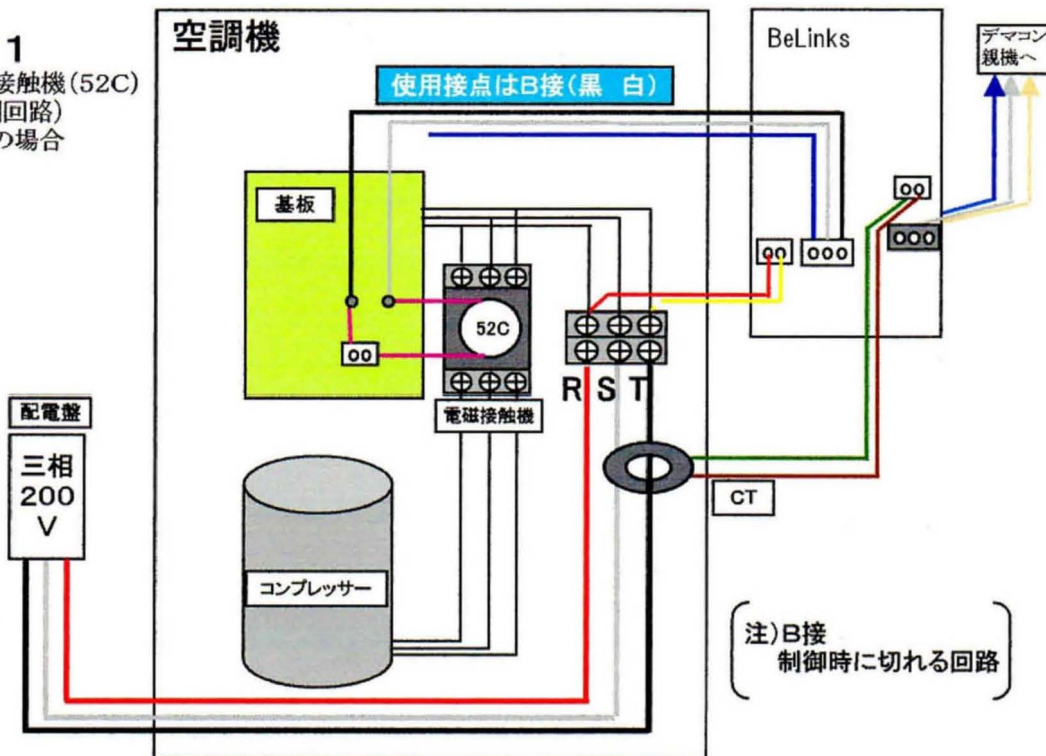 1
接触機(52C)
回路)
の場合
空調機
使用接点はB接(黒 白)
BeLinks
デマコン
親機へ
基板
52C
R S T
電磁接触機
配電盤
三相
200
V
CT
コンプレッサー
注)B接
制御時に切れる回路